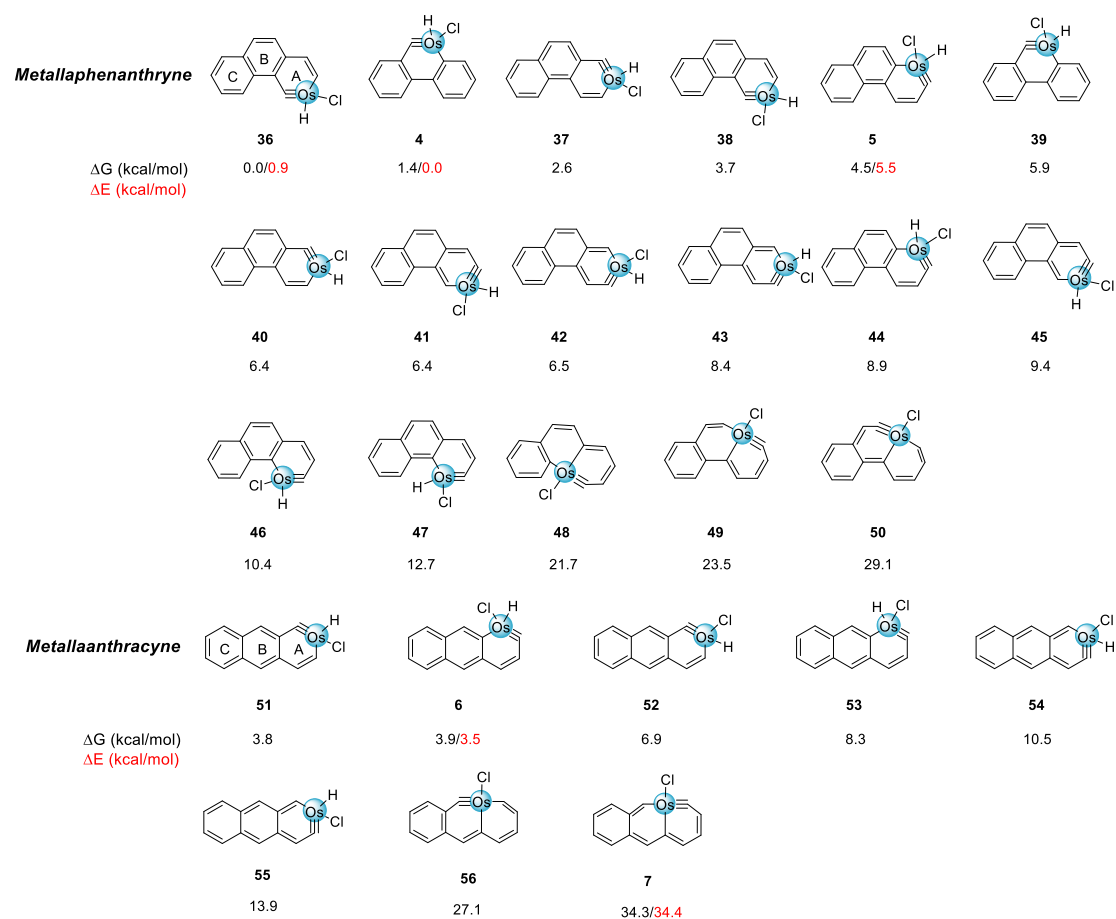 H Cl Os H Cl H Cl Cl H
Metallaphenanthryne C B A Os Cl H Os Os H Cl Os H Cl Os H Os
36 4 37 38 5 39
ΔG (kcal/mol) 0.0/0.9 1.4/0.0 2.6 3.7 4.5/5.5 5.9
ΔE (kcal/mol)
Os Cl H Os H Cl Os Cl H Os H Cl H Os Cl Os Cl H
40 41 42 43 44 45
6.4 6.4 6.5 8.4 8.9 9.4
Cl Os H H Os Cl Os Cl Os Cl Os Cl
46 47 48 49 50
10.4 12.7 21.7 23.5 29.1
Metallaanthracyne C B A Os H Cl Cl H Os Cl Os H H Cl Os Cl Os H
51 6 52 53 54
ΔG (kcal/mol) 3.8 3.9/3.5 6.9 8.3 10.5
ΔE (kcal/mol)
H Os Cl Cl Os Cl Os
55 56 7
13.9 27.1 34.3/34.4